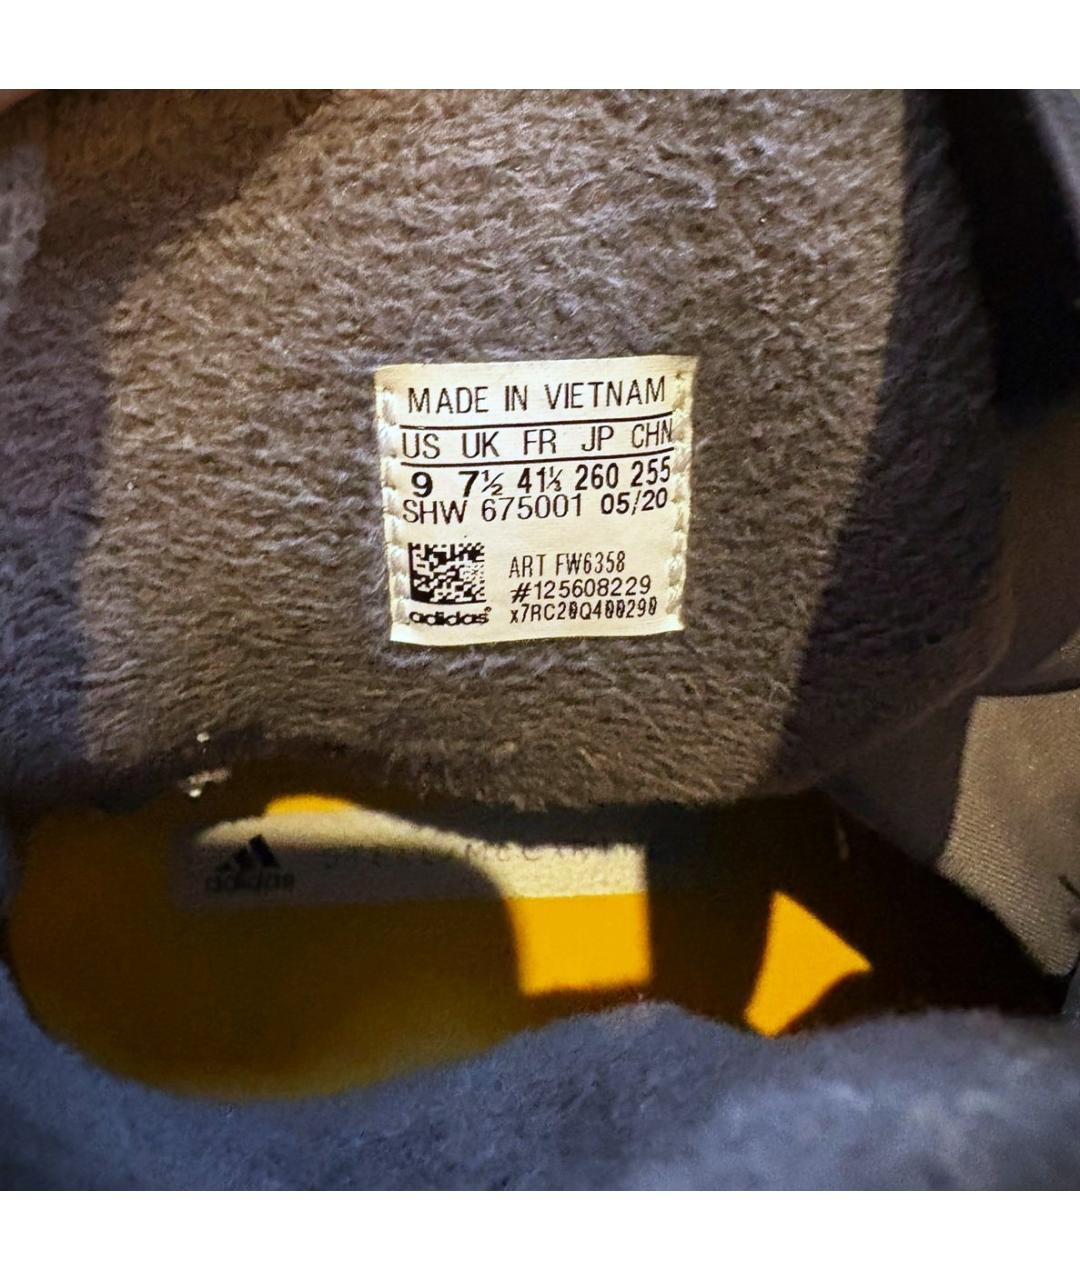 MADE IN VIETNAM
US UK FR JP CHN
9 7½ 41⅓ 260 255
SHW 675001 05/20
ART FW6358
#125608229
adidas® x7RC20Q400290
adidas